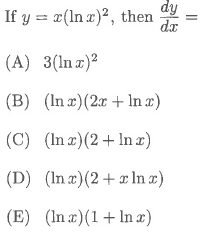 If y = x(ln x)², then dy/dx =
(A) 3(ln x)²
(B) (ln x)(2x + ln x)
(C) (ln x)(2 + ln x)
(D) (ln x)(2 + x ln x)
(E) (ln x)(1 + ln x)